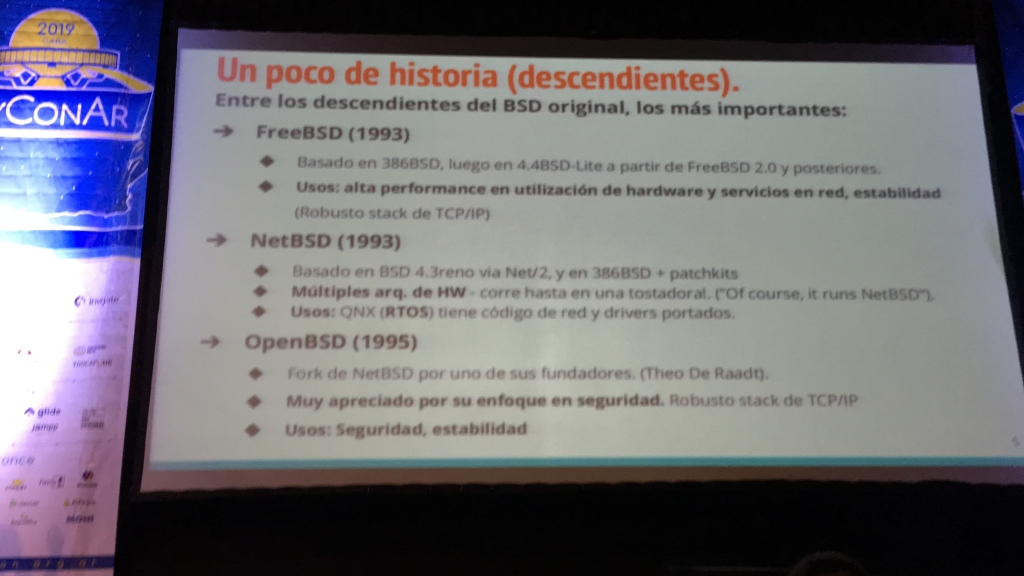 2019
CONAR
Un poco de historia (descendientes).
Entre los descendientes del BSD original, los más importantes:
→ FreeBSD (1993)
◆ Basado en 386BSD, luego en 4.4BSD-Lite a partir de FreeBSD 2.0 y posteriores.
◆ Usos: alta performance en utilización de hardware y servicios en red, estabilidad
(Robusto stack de TCP/IP)
→ NetBSD (1993)
◆ Basado en BSD 4.3reno via Net/2, y en 386BSD + patchkits
◆ Múltiples arq. de HW - corre hasta en una tostadora!. ("Of course, it runs NetBSD").
◆ Usos: QNX (RTOS) tiene código de red y drivers portados.
→ OpenBSD (1995)
◆ Fork de NetBSD por uno de sus fundadores. (Theo De Raadt).
◆ Muy apreciado por su enfoque en seguridad. Robusto stack de TCP/IP
◆ Usos: Seguridad, estabilidad
5
glide
jampp